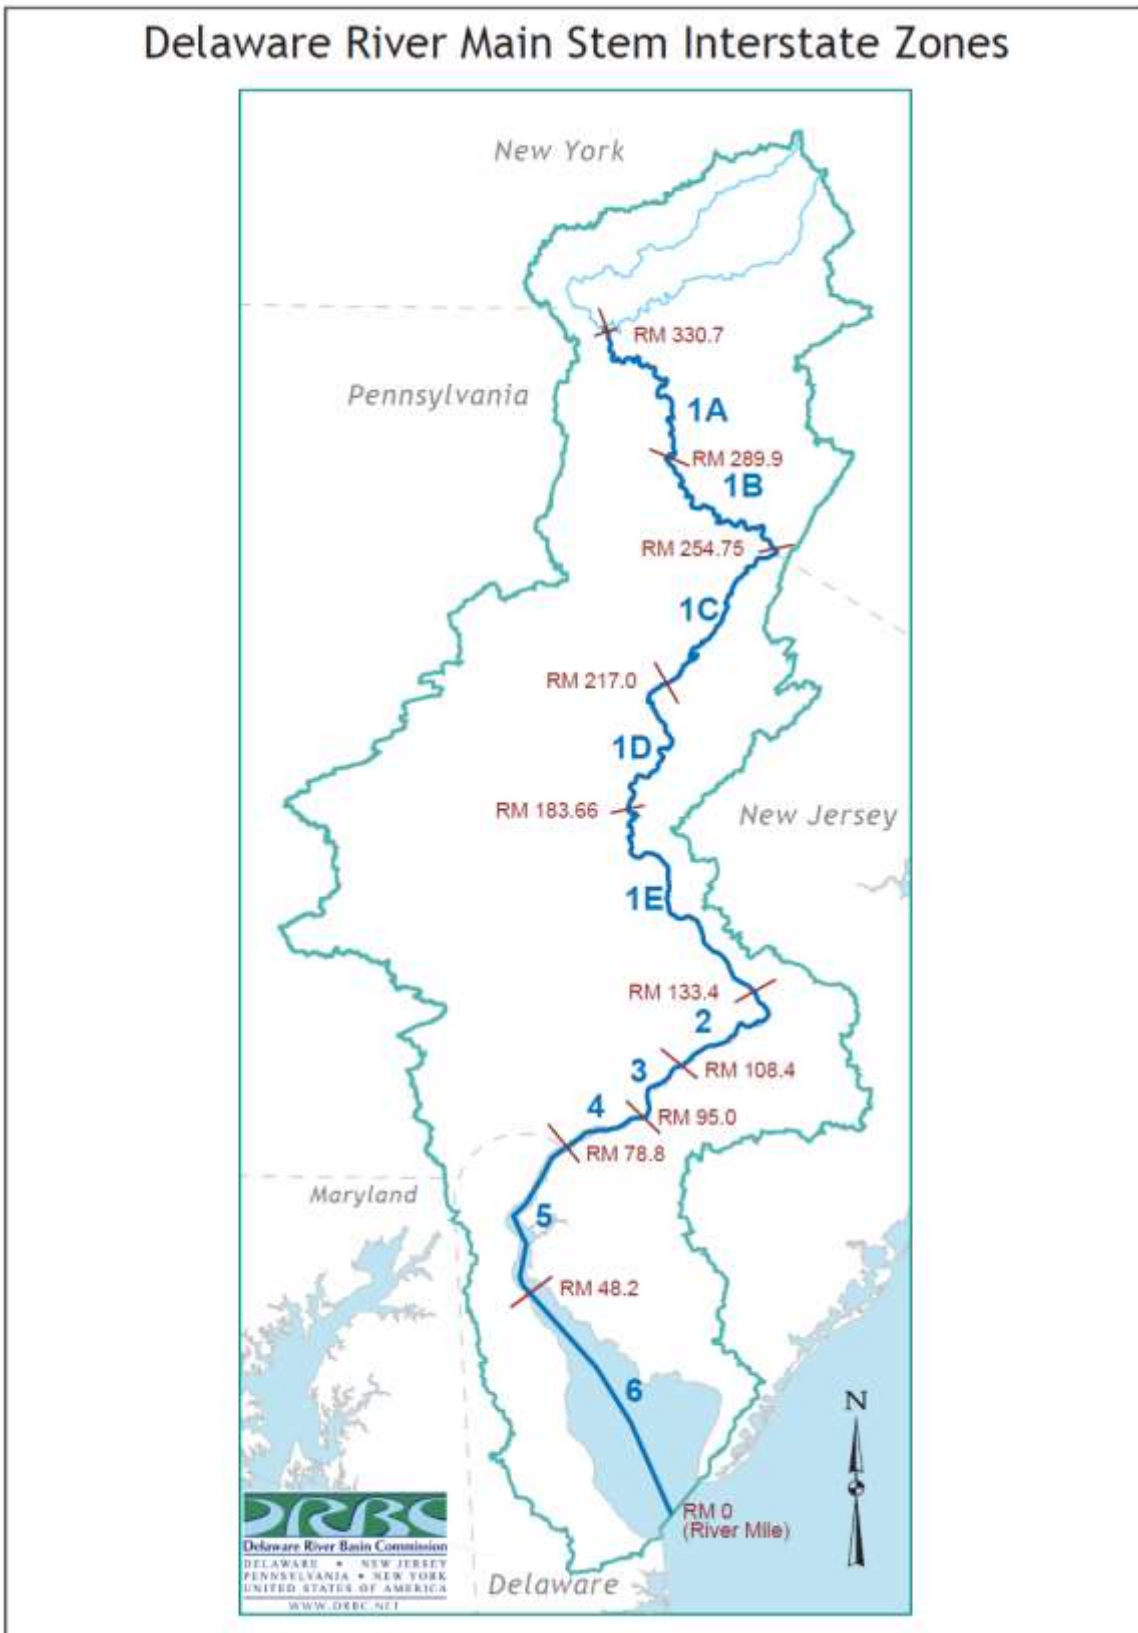 Delaware River Main Stem Interstate Zones
New York
RM 330.7
Pennsylvania
1A
RM 289.9
1B
RM 254.75
1C
RM 217.0
1D
RM 183.66
New Jersey
1E
RM 133.4
2
3
RM 108.4
4
RM 95.0
RM 78.8
Maryland
5
RM 48.2
6
N
RM 0
(River Mile)
DRBC
Delaware River Basin Commission
DELAWARE • NEW JERSEY
PENNSYLVANIA • NEW YORK
UNITED STATES OF AMERICA
WWW.DRBC.NET
Delaware